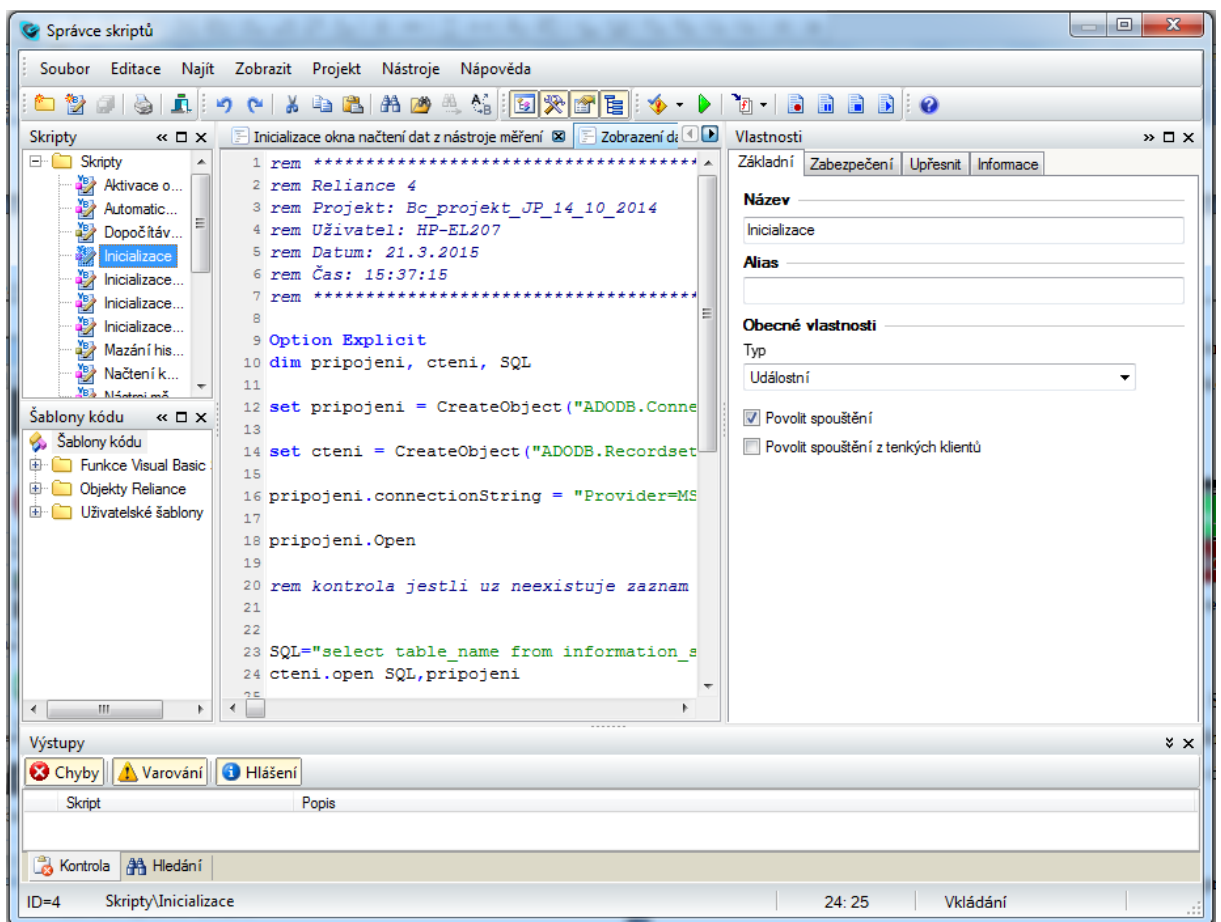 Správce skriptů
Soubor Editace Najít Zobrazit Projekt Nástroje Nápověda
Skripty
Skripty
Aktivace o...
Automatic...
Dopočítáv...
Inicializace
Inicializace...
Inicializace...
Inicializace...
Mazání his...
Načtení k...
Šablony kódu
Šablony kódu
Funkce Visual Basic
Objekty Reliance
Uživatelské šablony
Inicializace okna načtení dat z nástroje měření Zobrazení da
1 rem *************************************
2 rem Reliance 4
3 rem Projekt: Bc_projekt_JP_14_10_2014
4 rem Uživatel: HP-EL207
5 rem Datum: 21.3.2015
6 rem Čas: 15:37:15
7 rem *************************************
8
9 Option Explicit
10 dim pripojeni, cteni, SQL
11
12 set pripojeni = CreateObject("ADODB.Conne
13
14 set cteni = CreateObject("ADODB.Recordset
15
16 pripojeni.connectionString = "Provider=MS
17
18 pripojeni.Open
19
20 rem kontrola jestli uz neexistuje zaznam
21
22
23 SQL="select table_name from information_s
24 cteni.open SQL,pripojeni
25
Vlastnosti
Základní Zabezpečení Upřesnit Informace
Název
Inicializace
Alias
Obecné vlastnosti
Typ
Událostní
Povolit spouštění
Povolit spouštění z tenkých klientů
Výstupy
Chyby Varování Hlášení
Skript Popis
Kontrola Hledání
ID=4 Skripty\Inicializace 24: 25 Vkládání